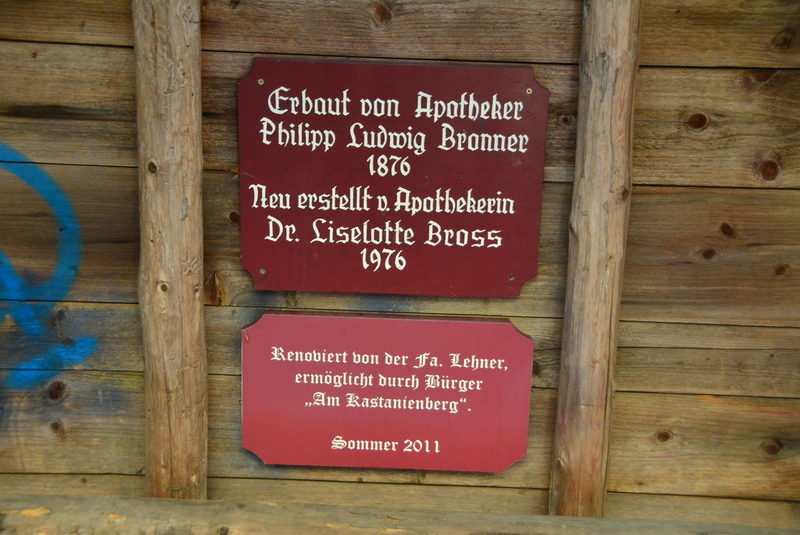 Erbaut von Apotheker
Philipp Ludwig Bronner
1876
Neu erstellt v. Apothekerin
Dr. Liselotte Bross
1976
Renoviert von der Fa. Lehner,
ermöglicht durch Bürger
„Am Kastanienberg“.
Sommer 2011